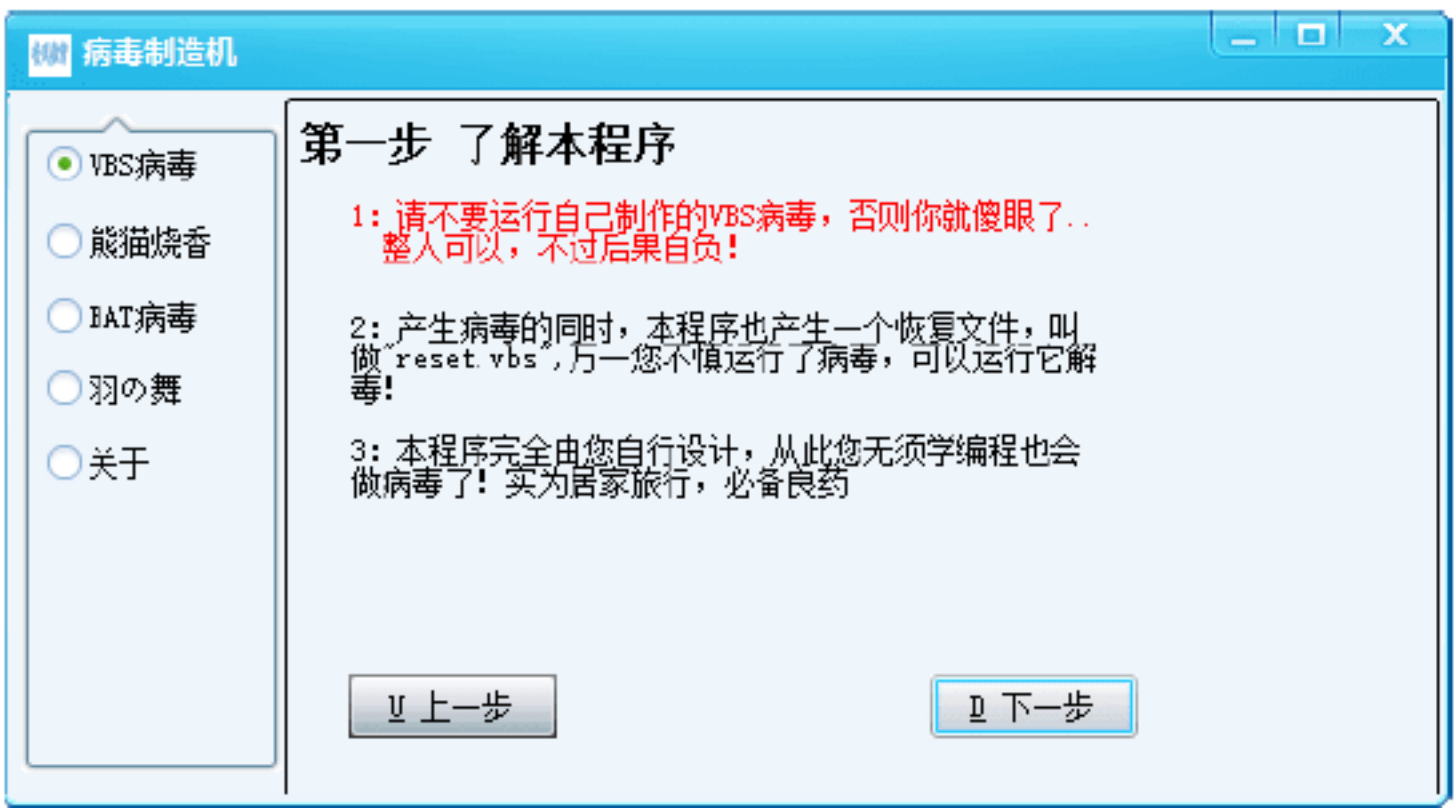 病毒制造机
VBS病毒
熊猫烧香
BAT病毒
羽の舞
关于
第一步 了解本程序
1: 请不要运行自己制作的VBS病毒，否则你就傻眼了..
整人可以，不过后果自负!
2: 产生病毒的同时，本程序也产生一个恢复文件，叫
做"reset.vbs",万一您不慎运行了病毒，可以运行它解
毒!
3: 本程序完全由您自行设计，从此您无须学编程也会
做病毒了! 实为居家旅行，必备良药
U 上一步
D 下一步